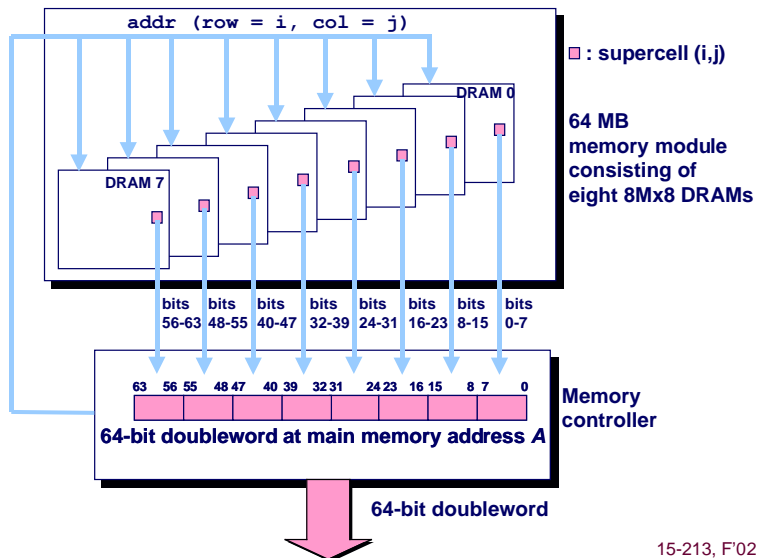 addr (row = i, col = j)
: supercell (i,j)
DRAM 0
64 MB
memory module
consisting of
eight 8Mx8 DRAMs
DRAM 7
bits
56-63
bits
48-55
bits
40-47
bits
32-39
bits
24-31
bits
16-23
bits
8-15
bits
0-7
63 56 55 48 47 40 39 32 31 24 23 16 15 8 7 0
64-bit doubleword at main memory address A
Memory
controller
64-bit doubleword
15-213, F'02